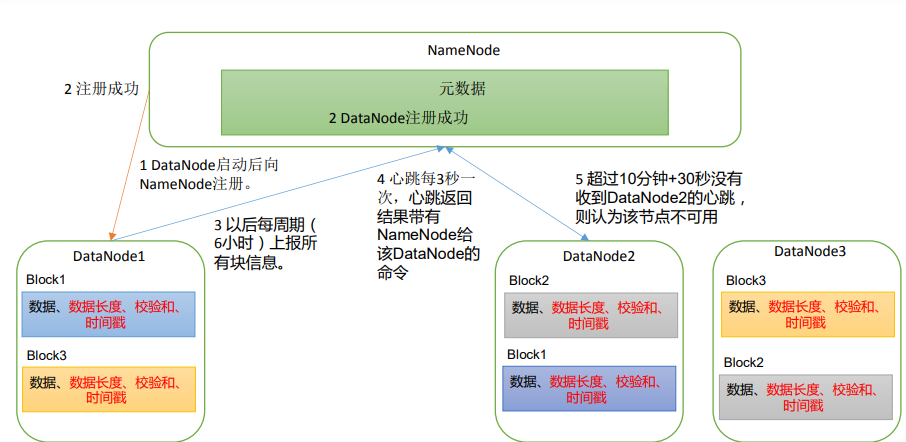 NameNode
元数据
2 DataNode注册成功
2 注册成功
1 DataNode启动后向
NameNode注册。
3 以后每周期（
6小时）上报所
有块信息。
4 心跳每3秒一
次，心跳返回
结果带有
NameNode给
该DataNode的
命令
5 超过10分钟+30秒没有
收到DataNode2的心跳，
则认为该节点不可用
DataNode1
Block1
数据、数据长度、校验和、
时间戳
Block3
数据、数据长度、校验和、
时间戳
DataNode2
Block2
数据、数据长度、校验和、
时间戳
Block1
数据、数据长度、校验和、
时间戳
DataNode3
Block3
数据、数据长度、校验和、
时间戳
Block2
数据、数据长度、校验和、
时间戳